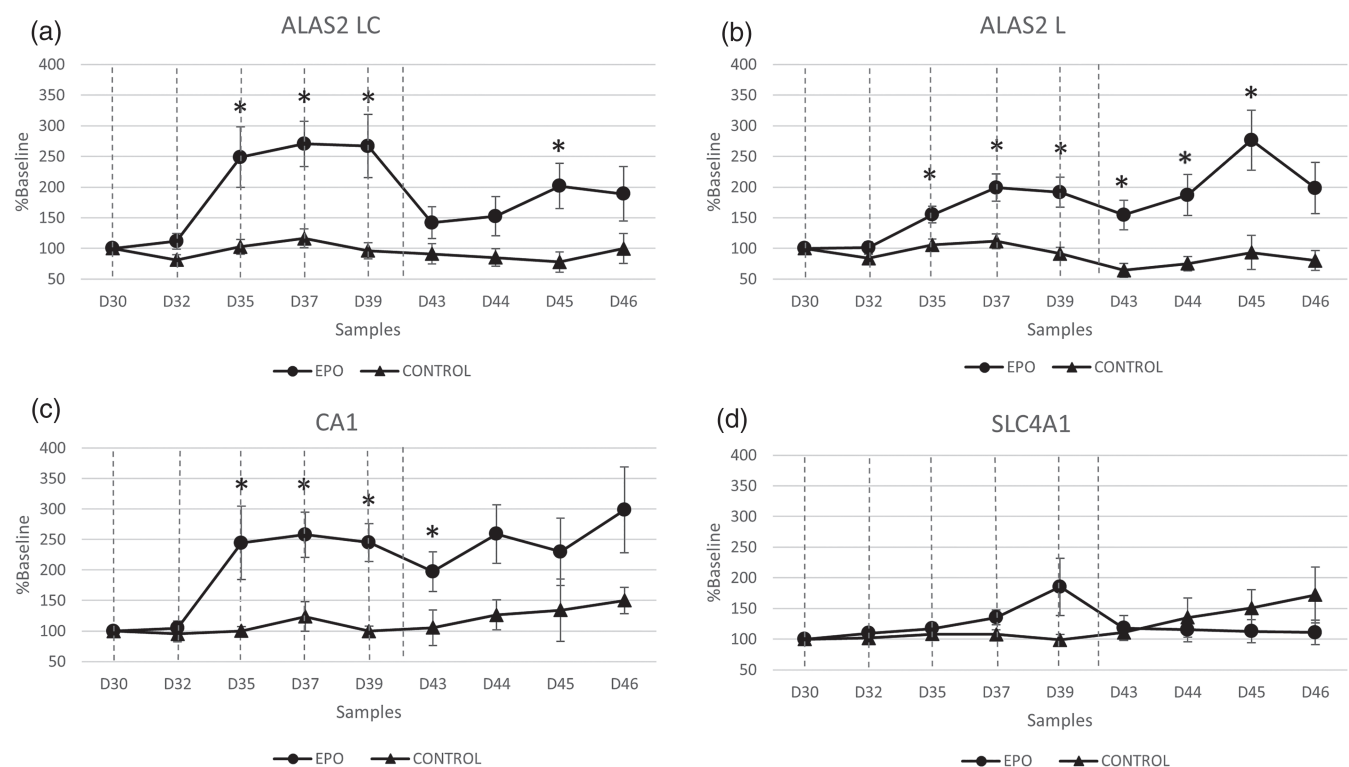 (a)
ALAS2 LC
400
350
300
250
200
150
100
50
%Baseline
* * * *
D30 D32 D35 D37 D39 D43 D44 D45 D46
Samples
EPO CONTROL
(b)
ALAS2 L
400
350
300
250
200
150
100
50
%Baseline
* * * * * *
D30 D32 D35 D37 D39 D43 D44 D45 D46
Samples
EPO CONTROL
(c)
CA1
400
350
300
250
200
150
100
50
%Baseline
* * * *
D30 D32 D35 D37 D39 D43 D44 D45 D46
Samples
EPO CONTROL
(d)
SLC4A1
400
350
300
250
200
150
100
50
%Baseline
D30 D32 D35 D37 D39 D43 D44 D45 D46
Samples
EPO CONTROL